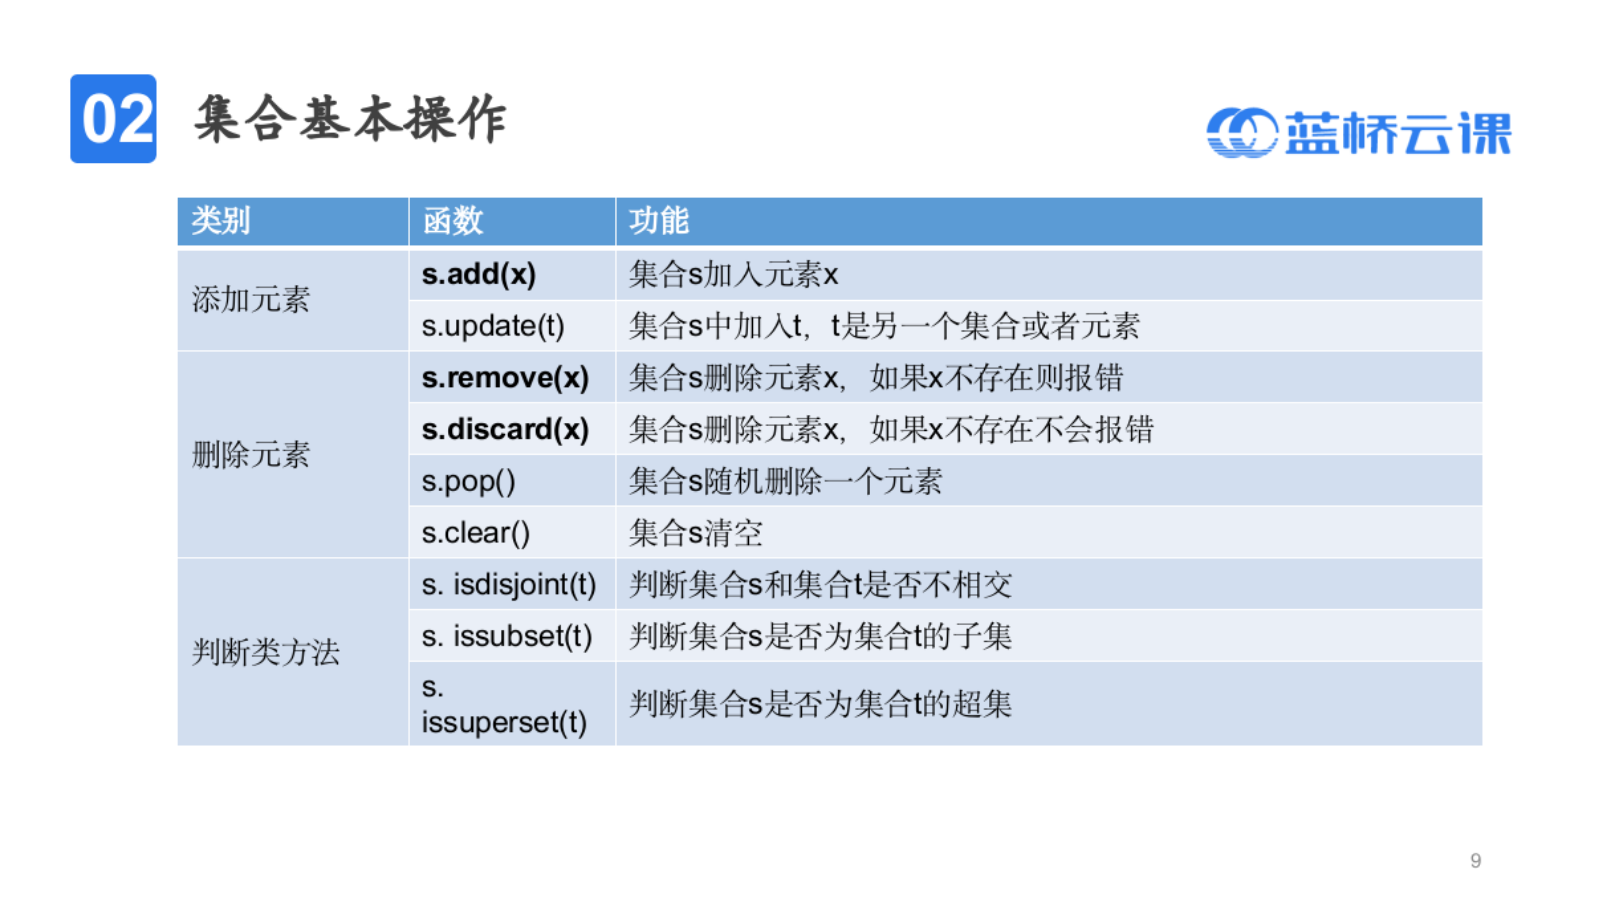 02 集合基本操作
蓝桥云课
类别 函数 功能
添加元素
s.add(x) 集合s加入元素x
s.update(t) 集合s中加入t，t是另一个集合或者元素
删除元素
s.remove(x) 集合s删除元素x，如果x不存在则报错
s.discard(x) 集合s删除元素x，如果x不存在不会报错
s.pop() 集合s随机删除一个元素
s.clear() 集合s清空
判断类方法
s. isdisjoint(t) 判断集合s和集合t是否不相交
s. issubset(t) 判断集合s是否为集合t的子集
s.
issuperset(t) 判断集合s是否为集合t的超集
9